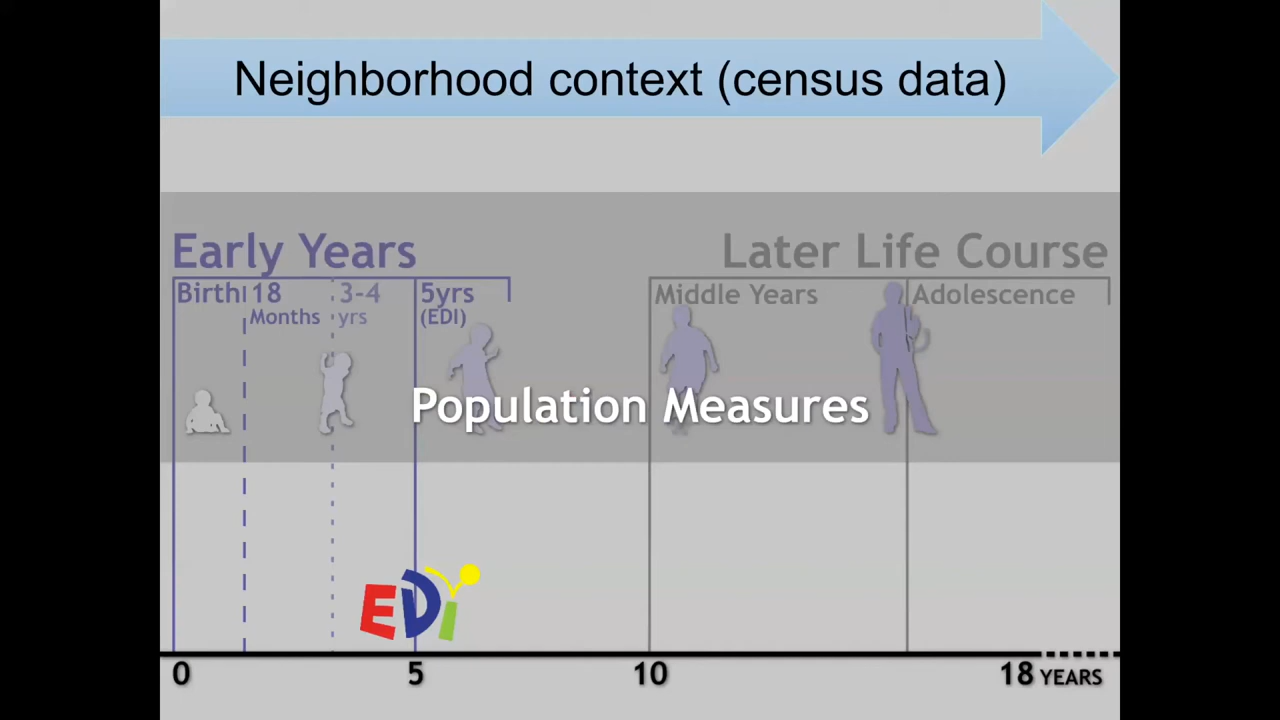 Neighborhood context (census data)
Early Years
Later Life Course
Birth
18
Months
3-4
yrs
5yrs
(EDI)
Middle Years
Adolescence
Population Measures
EDI
0
5
10
18 YEARS